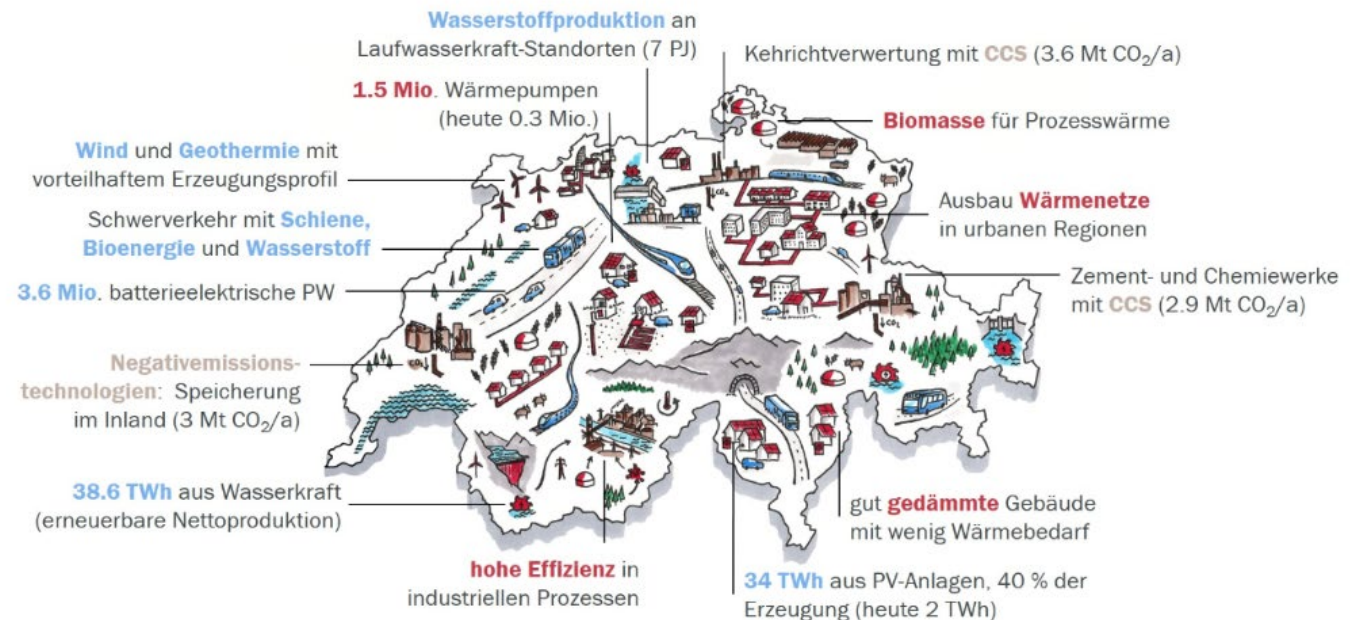 Wasserstoffproduktion an
Laufwasserkraft-Standorten (7 PJ)
Kehrichtverwertung mit CCS (3.6 Mt CO₂/a)
1.5 Mio. Wärmepumpen
(heute 0.3 Mio.)
Biomasse für Prozesswärme
Wind und Geothermie mit
vorteilhaftem Erzeugungsprofil
Ausbau Wärmenetze
in urbanen Regionen
Schwerverkehr mit Schiene,
Bioenergie und Wasserstoff
Zement- und Chemiewerke
mit CCS (2.9 Mt CO₂/a)
3.6 Mio. batterieelektrische PW
Negativemissions-
technologien: Speicherung
im Inland (3 Mt CO₂/a)
38.6 TWh aus Wasserkraft
(erneuerbare Nettoproduktion)
gut gedämmte Gebäude
mit wenig Wärmebedarf
hohe Effizienz in
industriellen Prozessen
34 TWh aus PV-Anlagen, 40 % der
Erzeugung (heute 2 TWh)
CO₂
CO₂
CO₂